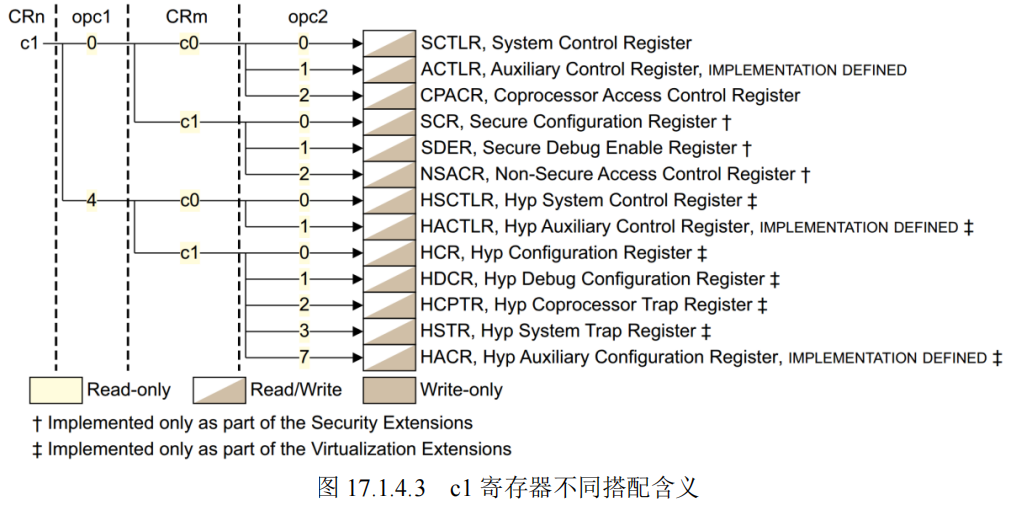 CRn opc1 CRm opc2
c1 0 c0 0 SCTLR, System Control Register
1 ACTLR, Auxiliary Control Register, IMPLEMENTATION DEFINED
2 CPACR, Coprocessor Access Control Register
c1 0 SCR, Secure Configuration Register †
1 SDER, Secure Debug Enable Register †
2 NSACR, Non-Secure Access Control Register †
4 c0 0 HSCTLR, Hyp System Control Register ‡
1 HACTLR, Hyp Auxiliary Control Register, IMPLEMENTATION DEFINED ‡
c1 0 HCR, Hyp Configuration Register ‡
1 HDCR, Hyp Debug Configuration Register ‡
2 HCPTR, Hyp Coprocessor Trap Register ‡
3 HSTR, Hyp System Trap Register ‡
7 HACR, Hyp Auxiliary Configuration Register, IMPLEMENTATION DEFINED ‡
Read-only Read/Write Write-only
† Implemented only as part of the Security Extensions
‡ Implemented only as part of the Virtualization Extensions
图 17.1.4.3 c1 寄存器不同搭配含义